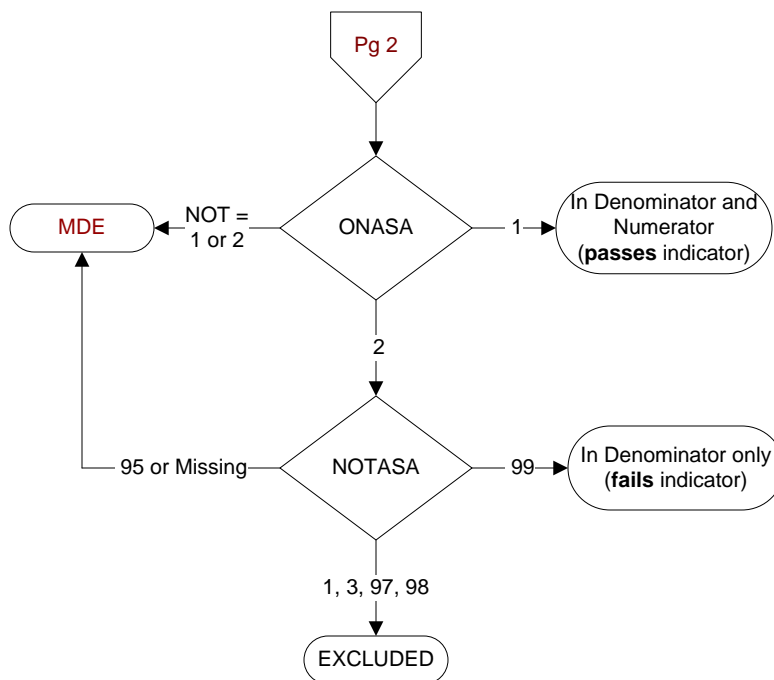 Pg 2
MDE
NOT =
1 or 2
ONASA
1
In Denominator and
Numerator
(passes indicator)
2
95 or Missing
NOTASA
99
In Denominator only
(fails indicator)
1, 3, 97, 98
EXCLUDED